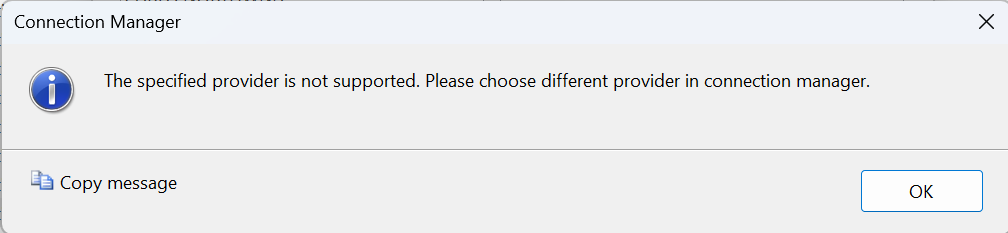 Connection Manager
The specified provider is not supported. Please choose different provider in connection manager.
Copy message
OK